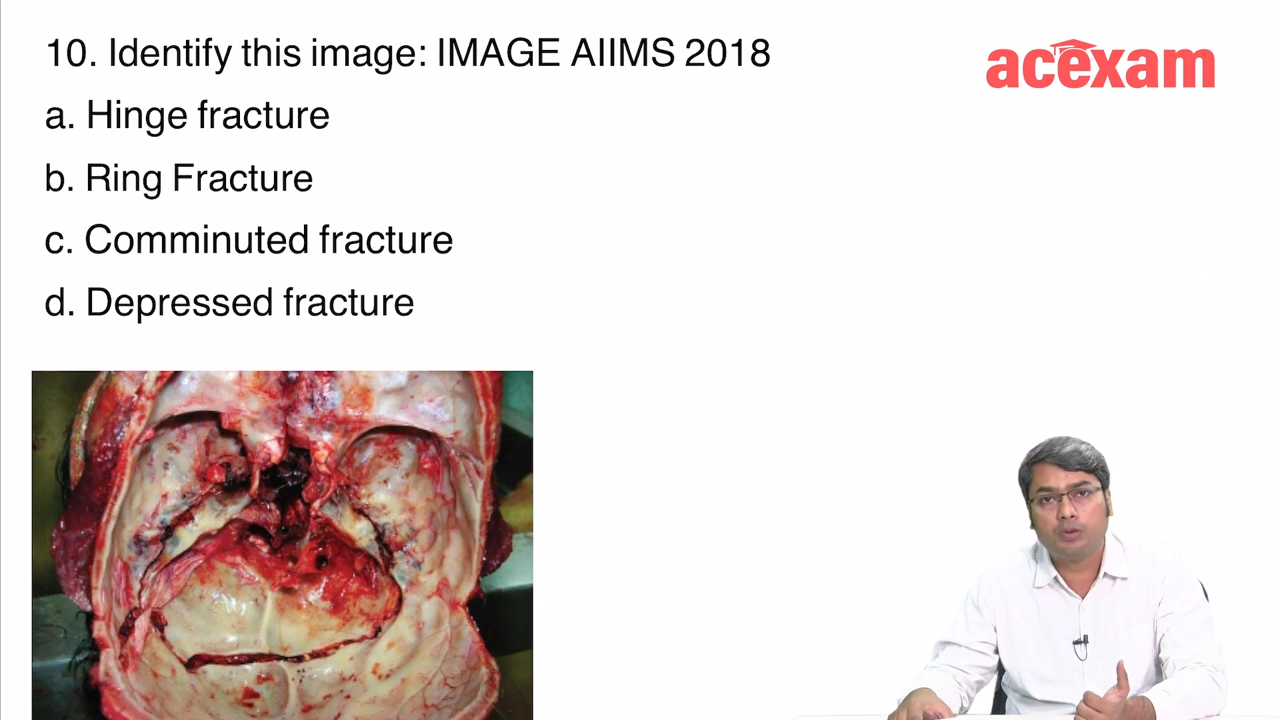 10. Identify this image: IMAGE AIIMS 2018
acexam
a. Hinge fracture
b. Ring Fracture
c. Comminuted fracture
d. Depressed fracture